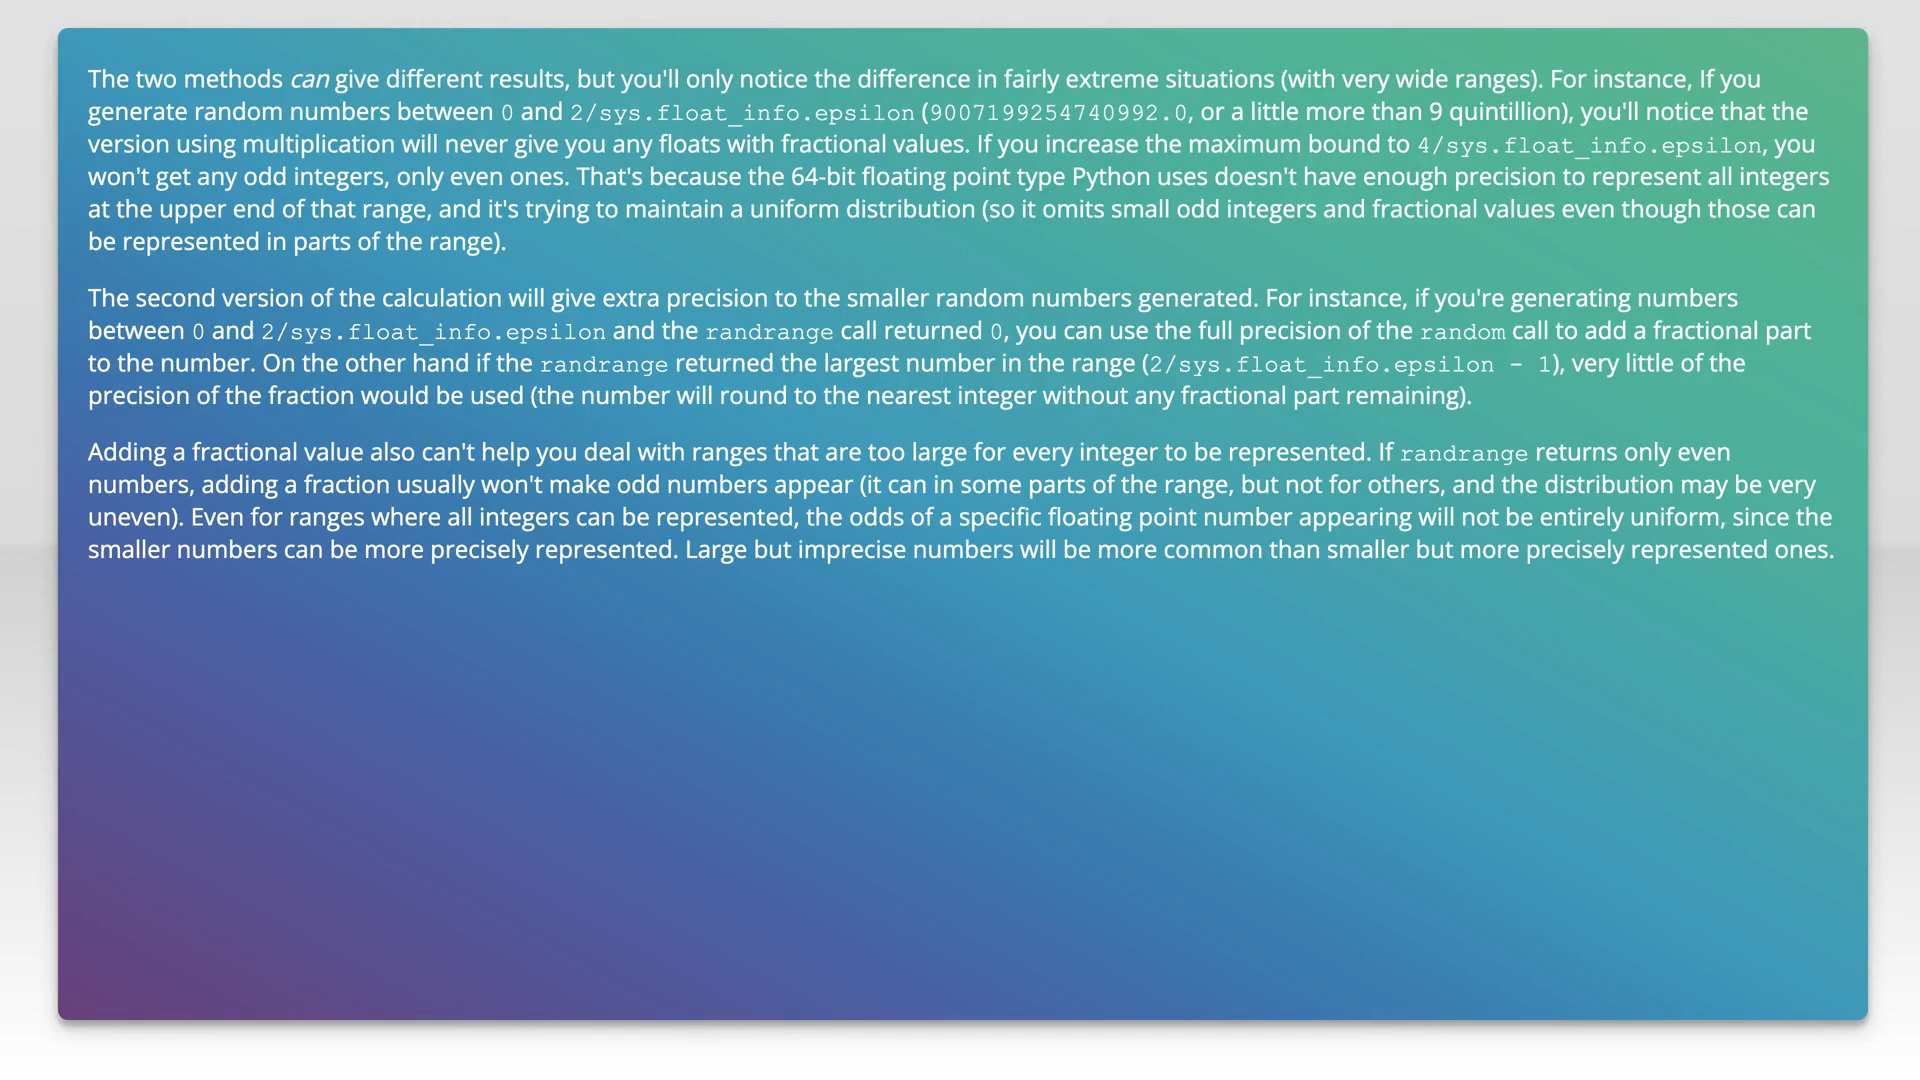 The two methods can give different results, but you'll only notice the difference in fairly extreme situations (with very wide ranges). For instance, If you
generate random numbers between 0 and 2/sys.float_info.epsilon (9007199254740992.0, or a little more than 9 quintillion), you'll notice that the
version using multiplication will never give you any floats with fractional values. If you increase the maximum bound to 4/sys.float_info.epsilon, you
won't get any odd integers, only even ones. That's because the 64-bit floating point type Python uses doesn't have enough precision to represent all integers
at the upper end of that range, and it's trying to maintain a uniform distribution (so it omits small odd integers and fractional values even though those can
be represented in parts of the range).
The second version of the calculation will give extra precision to the smaller random numbers generated. For instance, if you're generating numbers
between 0 and 2/sys.float_info.epsilon and the randrange call returned 0, you can use the full precision of the random call to add a fractional part
to the number. On the other hand if the randrange returned the largest number in the range (2/sys.float_info.epsilon - 1), very little of the
precision of the fraction would be used (the number will round to the nearest integer without any fractional part remaining).
Adding a fractional value also can't help you deal with ranges that are too large for every integer to be represented. If randrange returns only even
numbers, adding a fraction usually won't make odd numbers appear (it can in some parts of the range, but not for others, and the distribution may be very
uneven). Even for ranges where all integers can be represented, the odds of a specific floating point number appearing will not be entirely uniform, since the
smaller numbers can be more precisely represented. Large but imprecise numbers will be more common than smaller but more precisely represented ones.